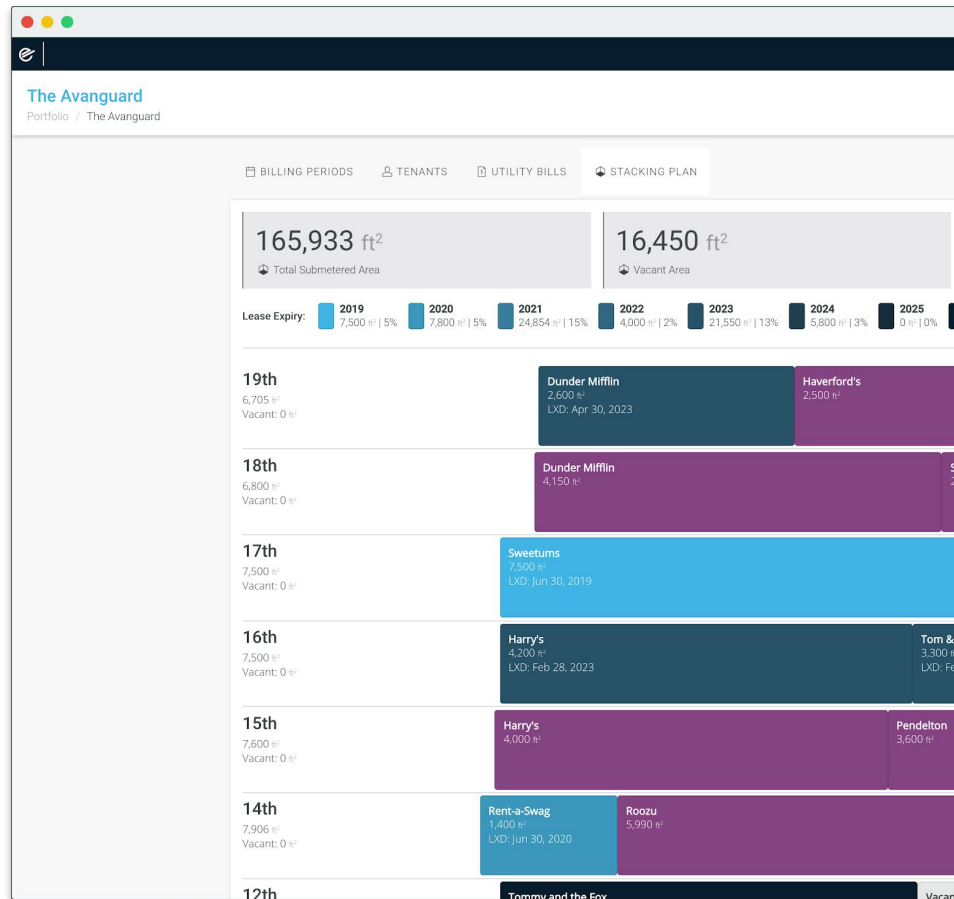 The Avanguard
Portfolio / The Avanguard
BILLING PERIODS TENANTS UTILITY BILLS STACKING PLAN
165,933 ft²
Total Submetered Area
16,450 ft²
Vacant Area
Lease Expiry:
2019
7,500 ft² | 5%
2020
7,800 ft² | 5%
2021
24,854 ft² | 15%
2022
4,000 ft² | 2%
2023
21,550 ft² | 13%
2024
5,800 ft² | 3%
2025
0 ft² | 0%
19th
6,705 ft²
Vacant: 0 ft²
Dunder Mifflin
2,600 ft²
LXD: Apr 30, 2023
Haverford's
2,500 ft²
18th
6,800 ft²
Vacant: 0 ft²
Dunder Mifflin
4,150 ft²
17th
7,500 ft²
Vacant: 0 ft²
Sweetums
7,500 ft²
LXD: Jun 30, 2019
16th
7,500 ft²
Vacant: 0 ft²
Harry's
4,200 ft²
LXD: Feb 28, 2023
Tom &
3,300
LXD:
15th
7,600 ft²
Vacant: 0 ft²
Harry's
4,000 ft²
Pendelton
3,600 ft²
14th
7,906 ft²
Vacant: 0 ft²
Rent-a-Swag
1,400 ft²
LXD: Jun 30, 2020
Roozu
5,990 ft²
12th
Tommy and the Fox